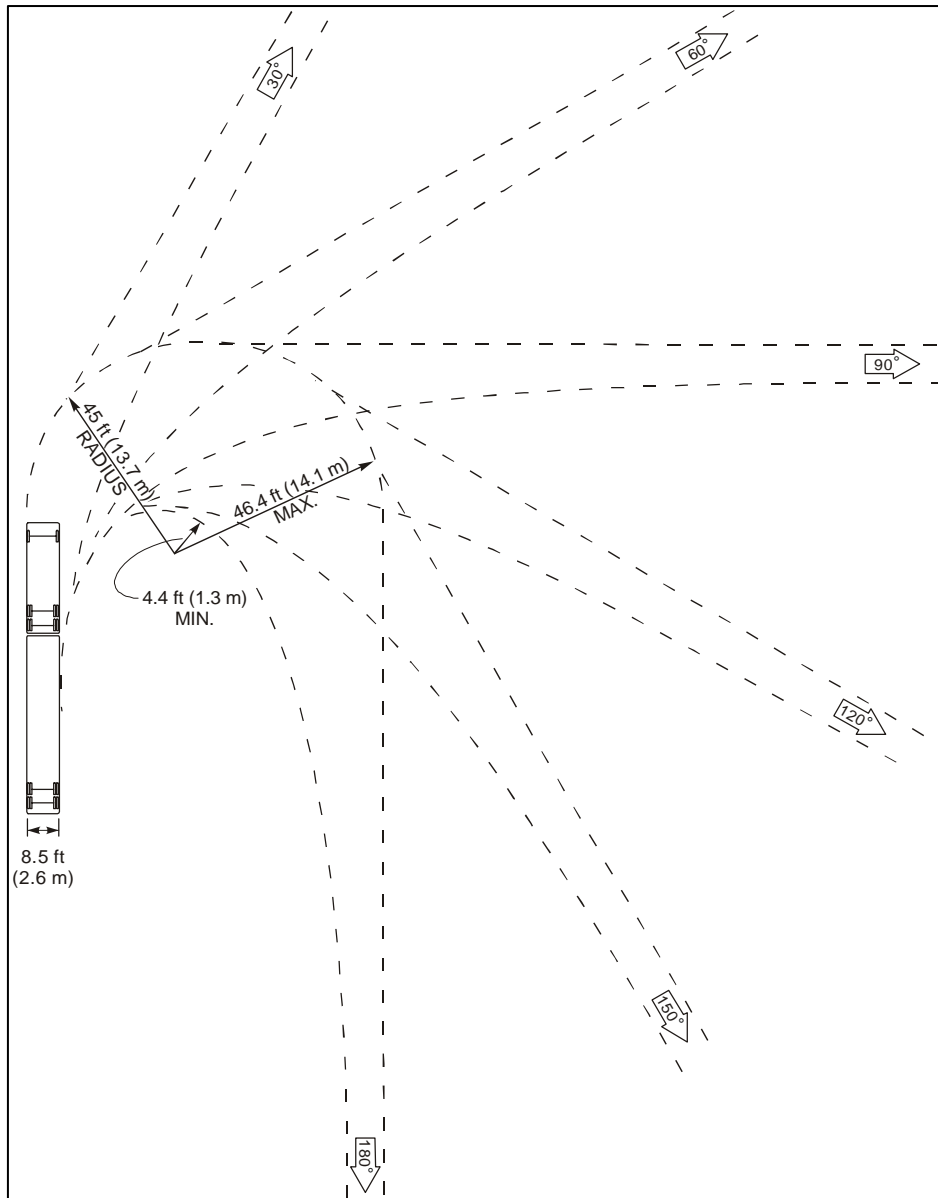 30°
60°
90°
45 ft (13.7 m)
RADIUS
46.4 ft (14.1 m)
MAX.
4.4 ft (1.3 m)
MIN.
120°
8.5 ft
(2.6 m)
150°
180°